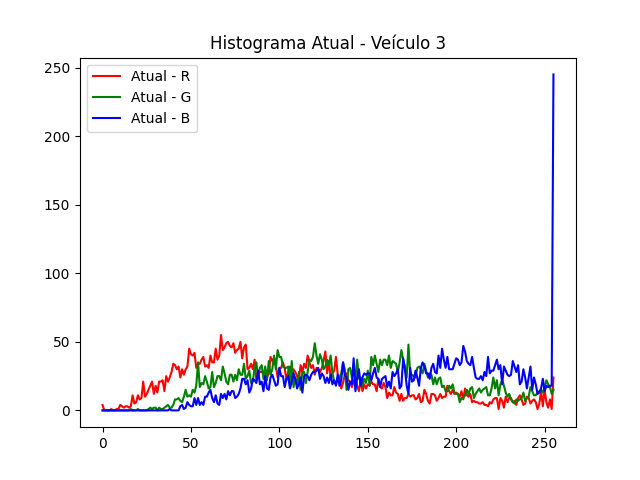 Histograma Atual - Veículo 3
Atual - R
Atual - G
Atual - B
250
200
150
100
50
0
0 50 100 150 200 250